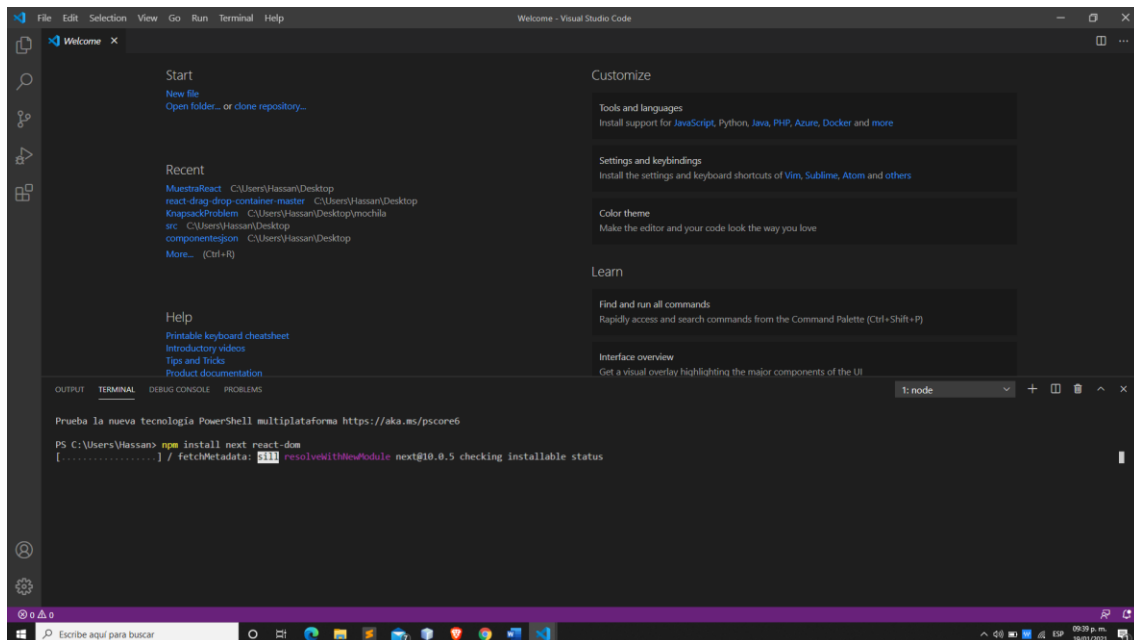 File Edit Selection View Go Run Terminal Help
Welcome - Visual Studio Code
Welcome
Start
New file
Open folder... or clone repository...
Recent
MuestraReact C:\Users\Hassan\Desktop
react-drag-drop-container-master C:\Users\Hassan\Desktop
KnapsackProblem C:\Users\Hassan\Desktop\mochila
src C:\Users\Hassan\Desktop
componentesjson C:\Users\Hassan\Desktop
More... (Ctrl+R)
Help
Printable keyboard cheatsheet
Introductory videos
Tips and Tricks
Product documentation
Customize
Tools and languages
Install support for JavaScript, Python, Java, PHP, Azure, Docker and more
Settings and keybindings
Install the settings and keyboard shortcuts of Vim, Sublime, Atom and others
Color theme
Make the editor and your code look the way you love
Learn
Find and run all commands
Rapidly access and search commands from the Command Palette (Ctrl+Shift+P)
Interface overview
Get a visual overlay highlighting the major components of the UI
OUTPUT TERMINAL DEBUG CONSOLE PROBLEMS
1: node
Prueba la nueva tecnología PowerShell multiplataforma https://aka.ms/pscore6
PS C:\Users\Hassan> npm install next react-dom
[..................] / fetchMetadata: sill resolveWithNewModule next@10.0.5 checking installable status
0 0
Escribe aquí para buscar
ESP
09:39 p. m.
19/01/2021